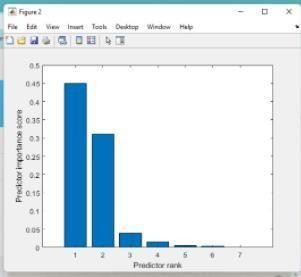 Figure 2
File Edit View Insert Tools Desktop Window Help
0.5
0.45
0.4
0.35
0.3
0.25
0.2
0.15
0.1
0.05
0
Predictor importance score
1 2 3 4 5 6 7
Predictor rank